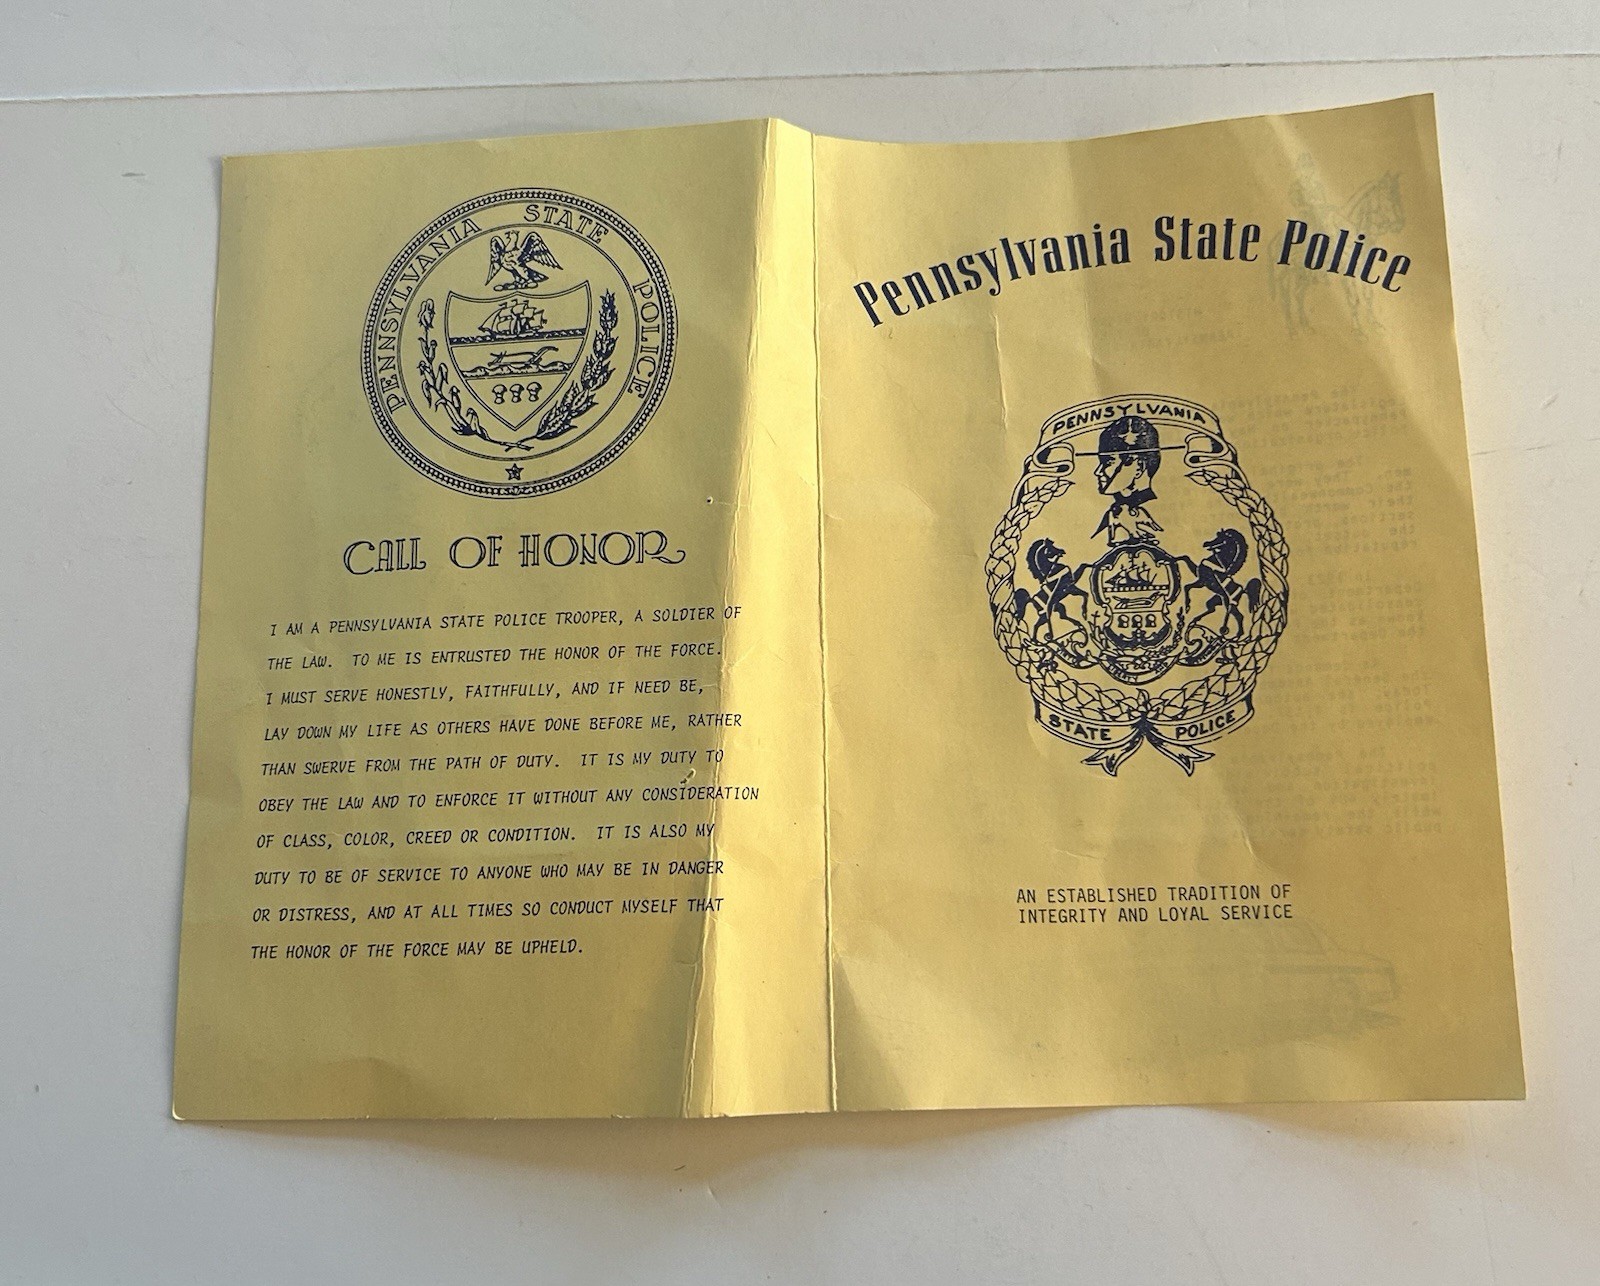 PENNSYLVANIA STATE POLICE
CALL OF HONOR
I AM A PENNSYLVANIA STATE POLICE TROOPER, A SOLDIER OF
THE LAW. TO ME IS ENTRUSTED THE HONOR OF THE FORCE.
I MUST SERVE HONESTLY, FAITHFULLY, AND IF NEED BE,
LAY DOWN MY LIFE AS OTHERS HAVE DONE BEFORE ME, RATHER
THAN SWERVE FROM THE PATH OF DUTY. IT IS MY DUTY TO
OBEY THE LAW AND TO ENFORCE IT WITHOUT ANY CONSIDERATION
OF CLASS, COLOR, CREED OR CONDITION. IT IS ALSO MY
DUTY TO BE OF SERVICE TO ANYONE WHO MAY BE IN DANGER
OR DISTRESS, AND AT ALL TIMES SO CONDUCT MYSELF THAT
THE HONOR OF THE FORCE MAY BE UPHELD.
Pennsylvania State Police
PENNSYLVANIA
STATE POLICE
AN ESTABLISHED TRADITION OF
INTEGRITY AND LOYAL SERVICE